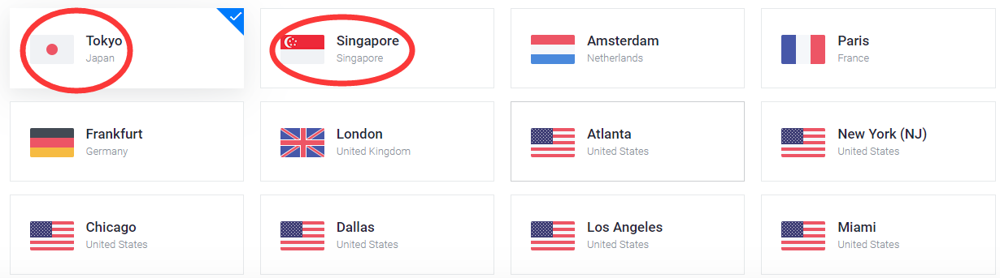 Tokyo
Japan
Singapore
Singapore
Amsterdam
Netherlands
Paris
France
Frankfurt
Germany
London
United Kingdom
Atlanta
United States
New York (NJ)
United States
Chicago
United States
Dallas
United States
Los Angeles
United States
Miami
United States